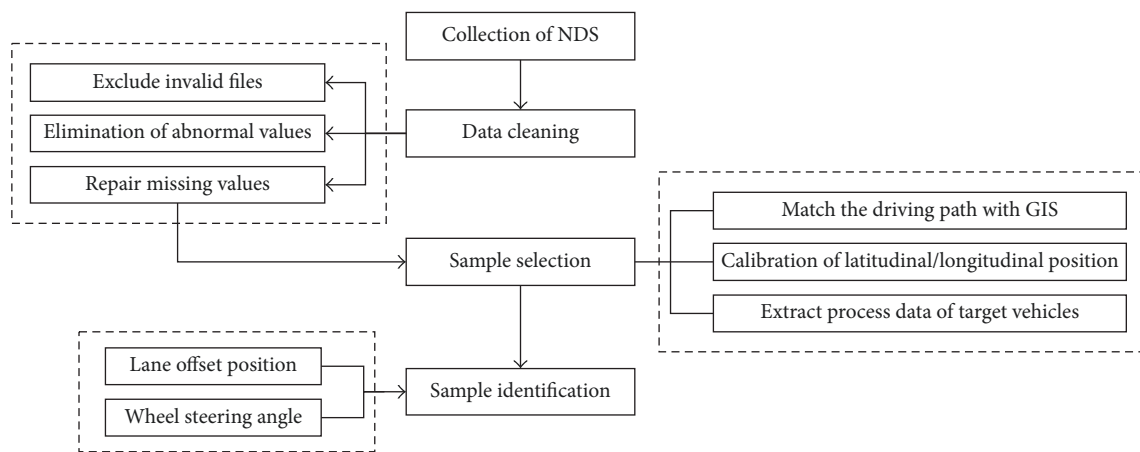 Collection of NDS
Data cleaning
Exclude invalid files
Elimination of abnormal values
Repair missing values
Sample selection
Match the driving path with GIS
Calibration of latitudinal/longitudinal position
Extract process data of target vehicles
Lane offset position
Wheel steering angle
Sample identification